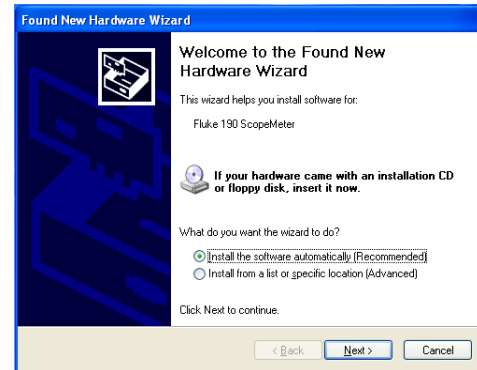 Found New Hardware Wizard
Welcome to the Found New
Hardware Wizard
This wizard helps you install software for:
Fluke 190 ScopeMeter
If your hardware came with an installation CD
or floppy disk, insert it now.
What do you want the wizard to do?
Install the software automatically (Recommended)
Install from a list or specific location (Advanced)
Click Next to continue.
< Back Next > Cancel